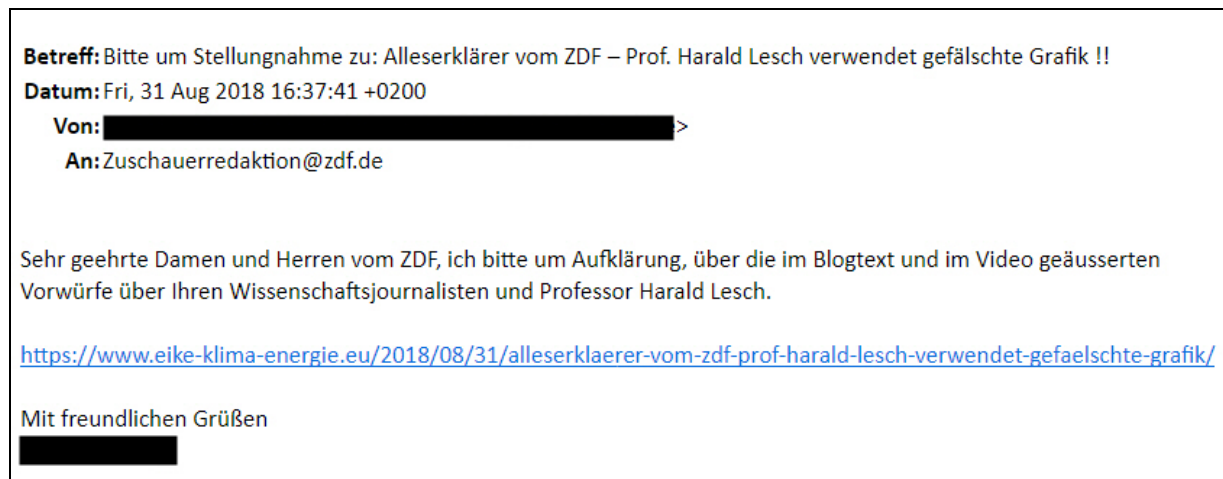 Betreff: Bitte um Stellungnahme zu: Alleserklärer vom ZDF – Prof. Harald Lesch verwendet gefälschte Grafik !!
Datum: Fri, 31 Aug 2018 16:37:41 +0200
Von: >
An: Zuschauerredaktion@zdf.de
Sehr geehrte Damen und Herren vom ZDF, ich bitte um Aufklärung, über die im Blogtext und im Video geäusserten
Vorwürfe über Ihren Wissenschaftsjournalisten und Professor Harald Lesch.
https://www.eike-klima-energie.eu/2018/08/31/alleserklaerer-vom-zdf-prof-harald-lesch-verwendet-gefaelschte-grafik/
Mit freundlichen Grüßen